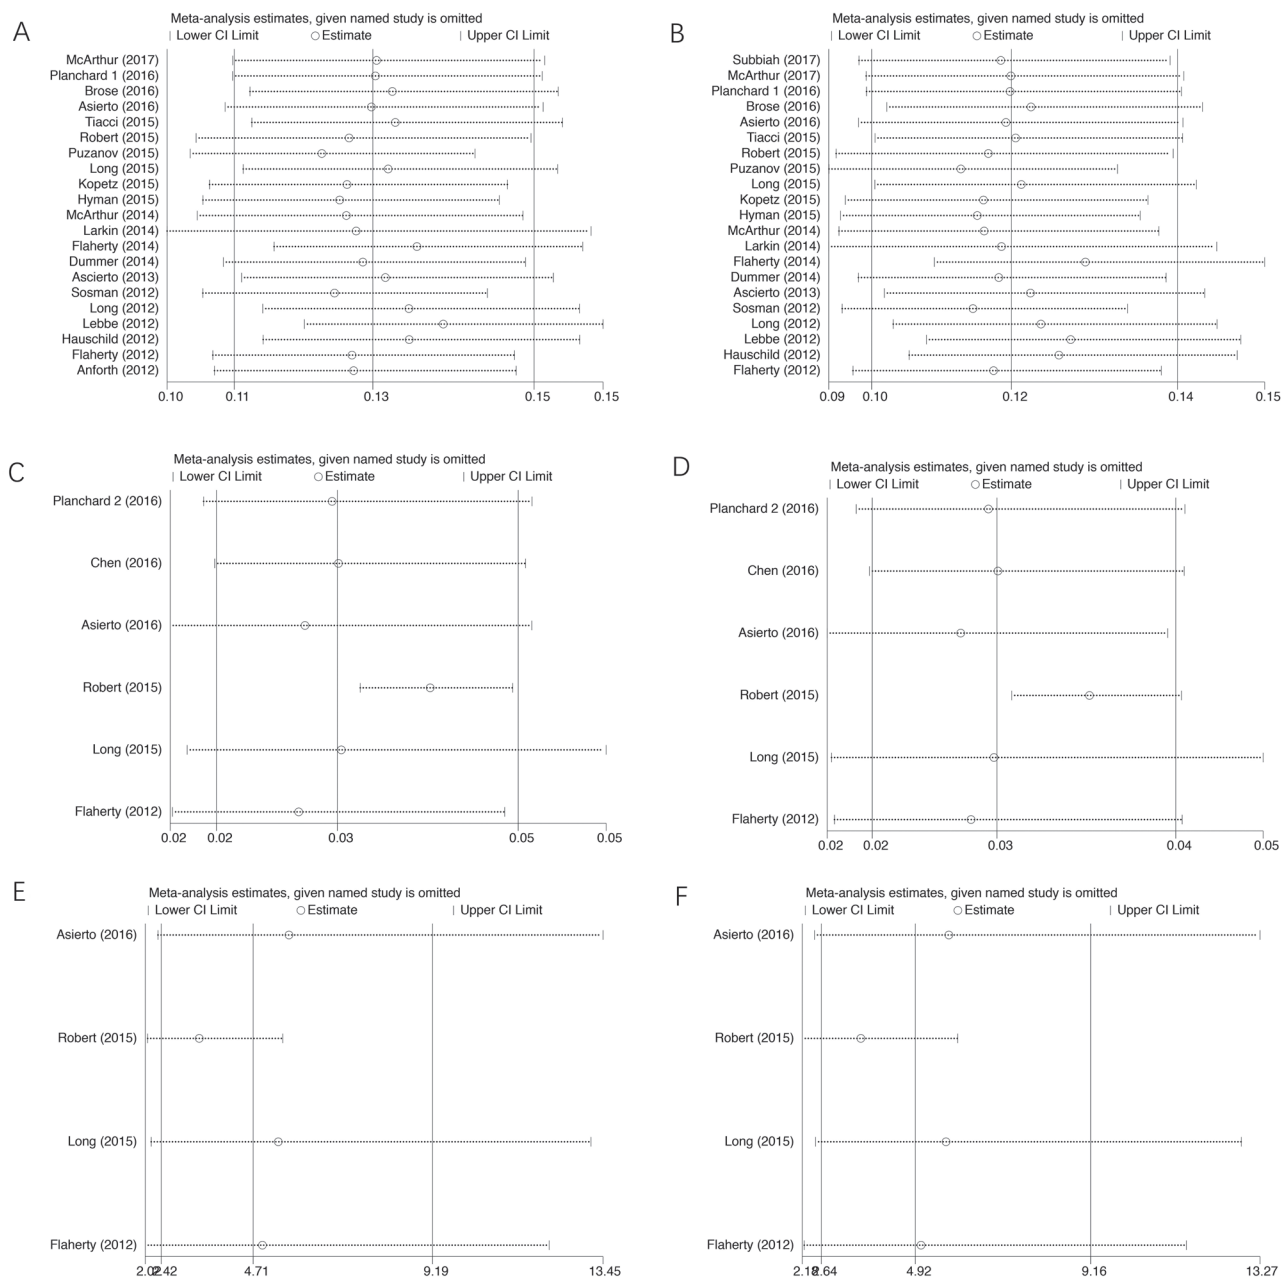 A
Meta-analysis estimates, given named study is omitted
| Lower CI Limit ○ Estimate | Upper CI Limit
McArthur (2017)
Planchard 1 (2016)
Brose (2016)
Asierto (2016)
Tiacci (2015)
Robert (2015)
Puzanov (2015)
Long (2015)
Kopetz (2015)
Hyman (2015)
McArthur (2014)
Larkin (2014)
Flaherty (2014)
Dummer (2014)
Ascierto (2013)
Sosman (2012)
Long (2012)
Lebbe (2012)
Hauschild (2012)
Flaherty (2012)
Anforth (2012)
0.10 0.11 0.13 0.15 0.15
B
Meta-analysis estimates, given named study is omitted
| Lower CI Limit ○ Estimate | Upper CI Limit
Subbiah (2017)
McArthur (2017)
Planchard 1 (2016)
Brose (2016)
Asierto (2016)
Tiacci (2015)
Robert (2015)
Puzanov (2015)
Long (2015)
Kopetz (2015)
Hyman (2015)
McArthur (2014)
Larkin (2014)
Flaherty (2014)
Dummer (2014)
Ascierto (2013)
Sosman (2012)
Long (2012)
Lebbe (2012)
Hauschild (2012)
Flaherty (2012)
0.09 0.10 0.12 0.14 0.15
C
Meta-analysis estimates, given named study is omitted
| Lower CI Limit ○ Estimate | Upper CI Limit
Planchard 2 (2016)
Chen (2016)
Asierto (2016)
Robert (2015)
Long (2015)
Flaherty (2012)
0.02 0.02 0.03 0.05 0.05
D
Meta-analysis estimates, given named study is omitted
| Lower CI Limit ○ Estimate | Upper CI Limit
Planchard 2 (2016)
Chen (2016)
Asierto (2016)
Robert (2015)
Long (2015)
Flaherty (2012)
0.02 0.02 0.03 0.04 0.05
E
Meta-analysis estimates, given named study is omitted
| Lower CI Limit ○ Estimate | Upper CI Limit
Asierto (2016)
Robert (2015)
Long (2015)
Flaherty (2012)
2.02 2.42 4.71 9.19 13.45
F
Meta-analysis estimates, given named study is omitted
| Lower CI Limit ○ Estimate | Upper CI Limit
Asierto (2016)
Robert (2015)
Long (2015)
Flaherty (2012)
2.64 4.92 9.16 13.27